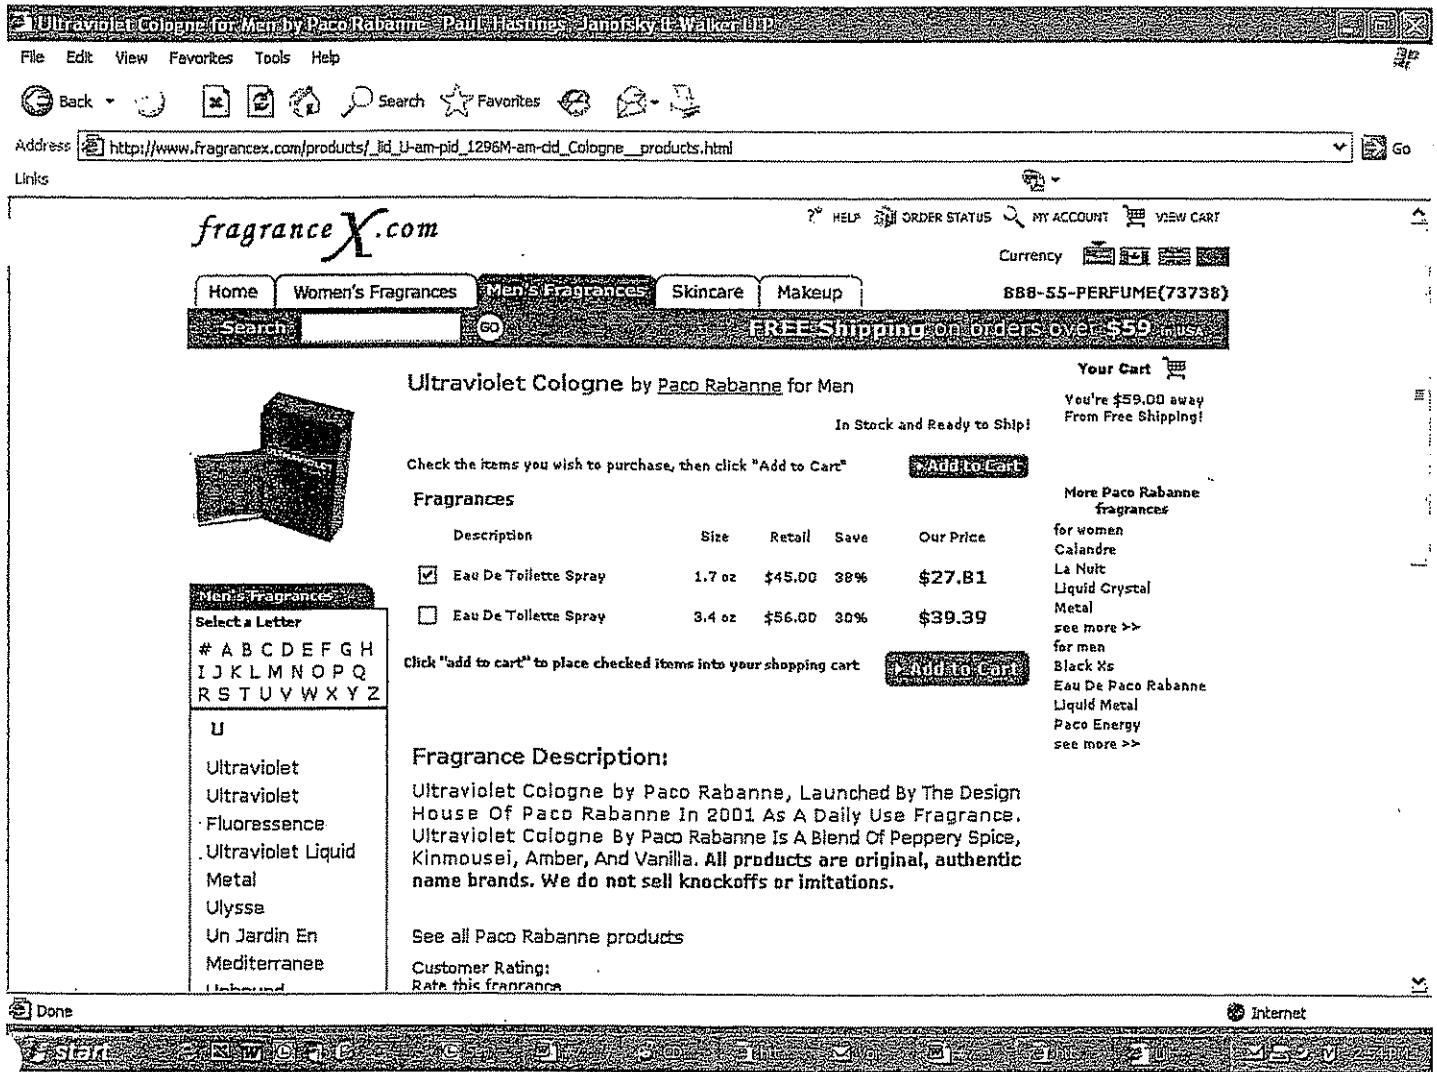 Ultraviolet Cologne for Men by Paco Rabanne - Paul, Hastings, Janofsky & Walker LLP
File Edit View Favorites Tools Help
Back Search Favorites
Address http://www.fragrancex.com/products/_lid_U-am-pid_1296M-am-cid_Cologne__products.html Go
Links
fragranceX.com
HELP ORDER STATUS MY ACCOUNT VIEW CART
Currency
Home Women's Fragrances Men's Fragrances Skincare Makeup 888-55-PERFUME(73738)
Search GO FREE Shipping on orders over $59 in USA
Your Cart
You're $59.00 away
From Free Shipping!
Ultraviolet Cologne by Paco Rabanne for Men
In Stock and Ready to Ship!
Check the items you wish to purchase, then click "Add to Cart" Add to Cart
Fragrances
Description Size Retail Save Our Price
Eau De Toilette Spray 1.7 oz $45.00 38% $27.81
Eau De Toilette Spray 3.4 oz $56.00 30% $39.39
Click "add to cart" to place checked items into your shopping cart Add to Cart
More Paco Rabanne
fragrances
for women
Calandre
La Nuit
Liquid Crystal
Metal
see more >>
for men
Black Xs
Eau De Paco Rabanne
Liquid Metal
Paco Energy
see more >>
Men's Fragrances
Select a Letter
# A B C D E F G H
I J K L M N O P Q
R S T U V W X Y Z
U
Ultraviolet
Ultraviolet
Fluoressence
Ultraviolet Liquid
Metal
Ulysse
Un Jardin En
Mediterranee
Unbound
Fragrance Description:
Ultraviolet Cologne by Paco Rabanne, Launched By The Design
House Of Paco Rabanne In 2001 As A Daily Use Fragrance.
Ultraviolet Cologne By Paco Rabanne Is A Blend Of Peppery Spice,
Kinmousei, Amber, And Vanilla. All products are original, authentic
name brands. We do not sell knockoffs or imitations.
See all Paco Rabanne products
Customer Rating:
Rate this fragrance
Done Internet
start 2:54 PM